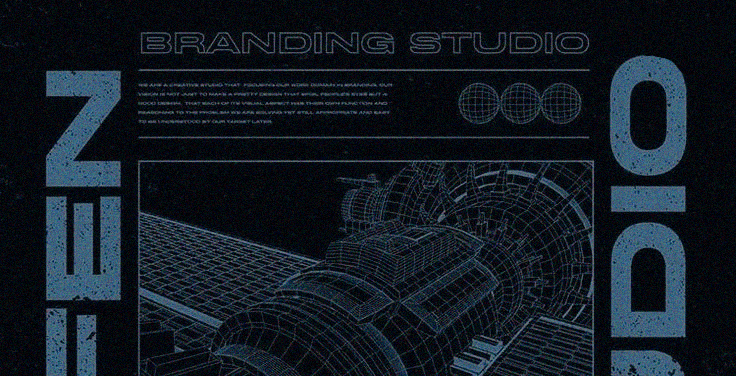 BRANDING STUDIO
WE ARE A CREATIVE STUDIO THAT FOCUSING OUR WORK DOMAIN IN BRANDING. OUR
VISION IS NOT JUST TO MAKE A PRETTY DESIGN THAT SPOIL PEOPLE'S EYES BUT A
GOOD DESIGN. THAT EACH OF ITS VISUAL ASPECT HAS THEIR OWN FUNCTION AND
REASONING TO THE PROBLEM WE ARE SOLVING YET STILL APPROPRIATE AND EASY
TO BE UNDERSTOOD BY OUR TARGET LATER.
FEN
UDIO